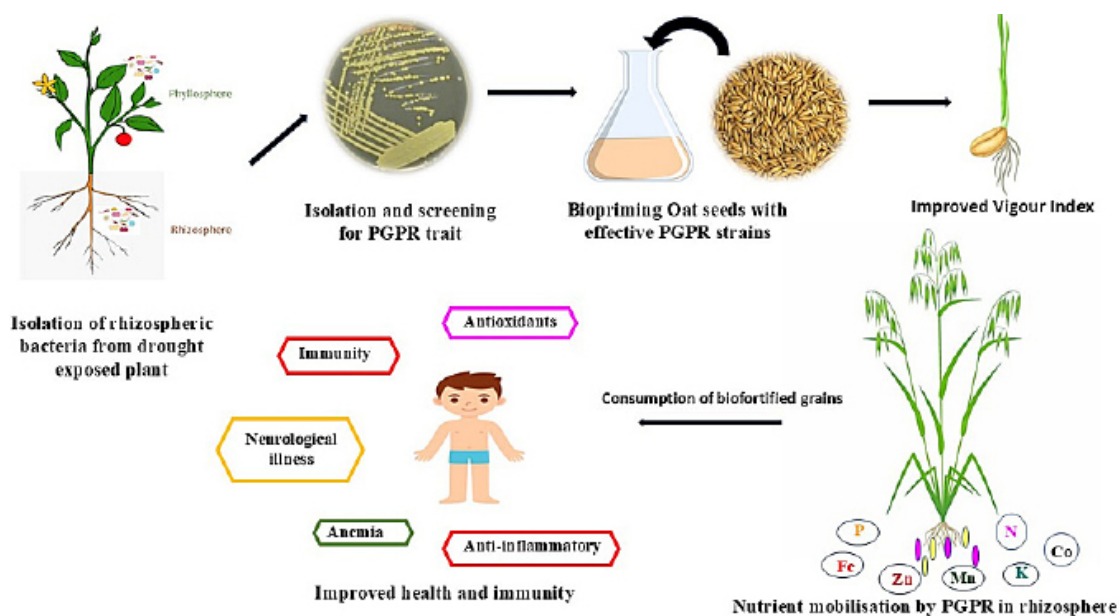 Phyllosphere
Rhizosphere
Isolation of rhizospheric
bacteria from drought
exposed plant
Isolation and screening
for PGPR trait
Biopriming Oat seeds with
effective PGPR strains
Improved Vigour Index
P
N
Co
Fe
Zn
Mn
K
Nutrient mobilisation by PGPR in rhizosphere
Consumption of biofortified grains
Antioxidants
Immunity
Neurological
illness
Anemia
Anti-inflammatory
Improved health and immunity